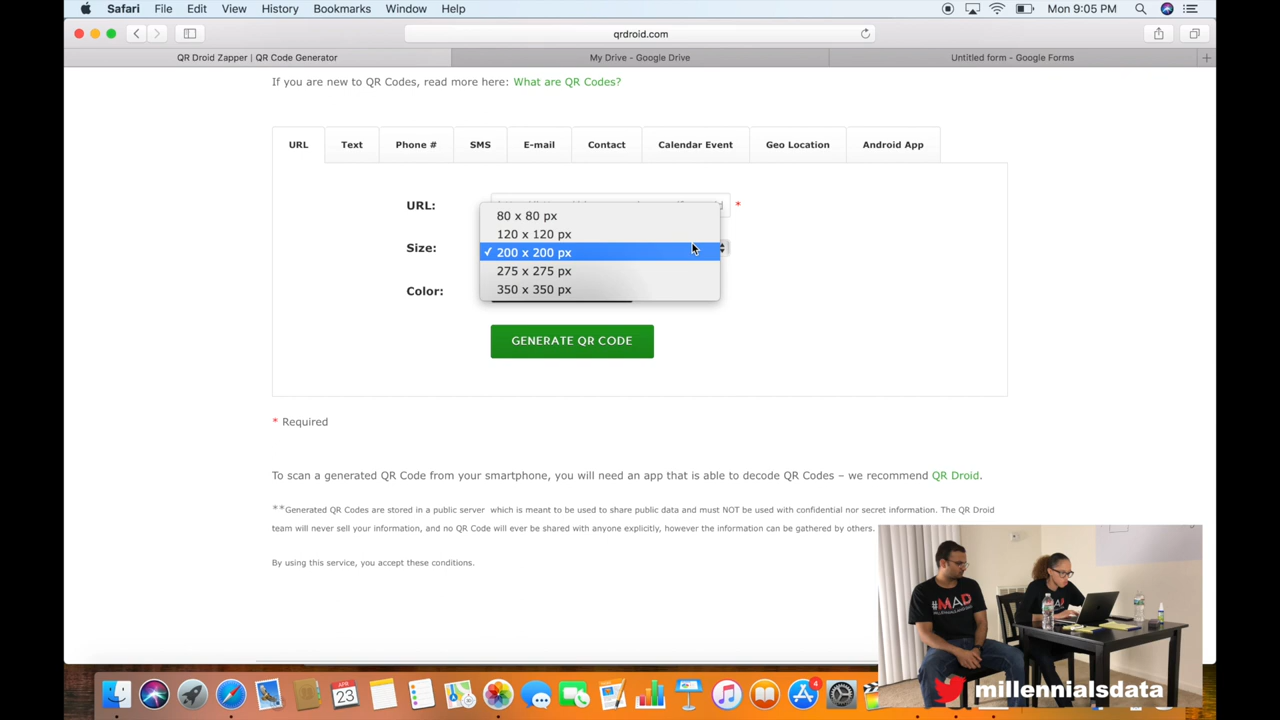 Safari File Edit View History Bookmarks Window Help Mon 9:05 PM
qrdroid.com
QR Droid Zapper | QR Code Generator My Drive - Google Drive Untitled form - Google Forms
If you are new to QR Codes, read more here: What are QR Codes?
URL Text Phone # SMS E-mail Contact Calendar Event Geo Location Android App
URL: *
80 x 80 px
120 x 120 px
Size: ✓ 200 x 200 px
275 x 275 px
Color: 350 x 350 px
GENERATE QR CODE
* Required
To scan a generated QR Code from your smartphone, you will need an app that is able to decode QR Codes – we recommend QR Droid.
**Generated QR Codes are stored in a public server which is meant to be used to share public data and must NOT be used with confidential nor secret information. The QR Droid
team will never sell your information, and no QR Code will ever be shared with anyone explicitly, however the information can be gathered by others.
By using this service, you accept these conditions.
#MAD
APR
23
4
millennialsdata